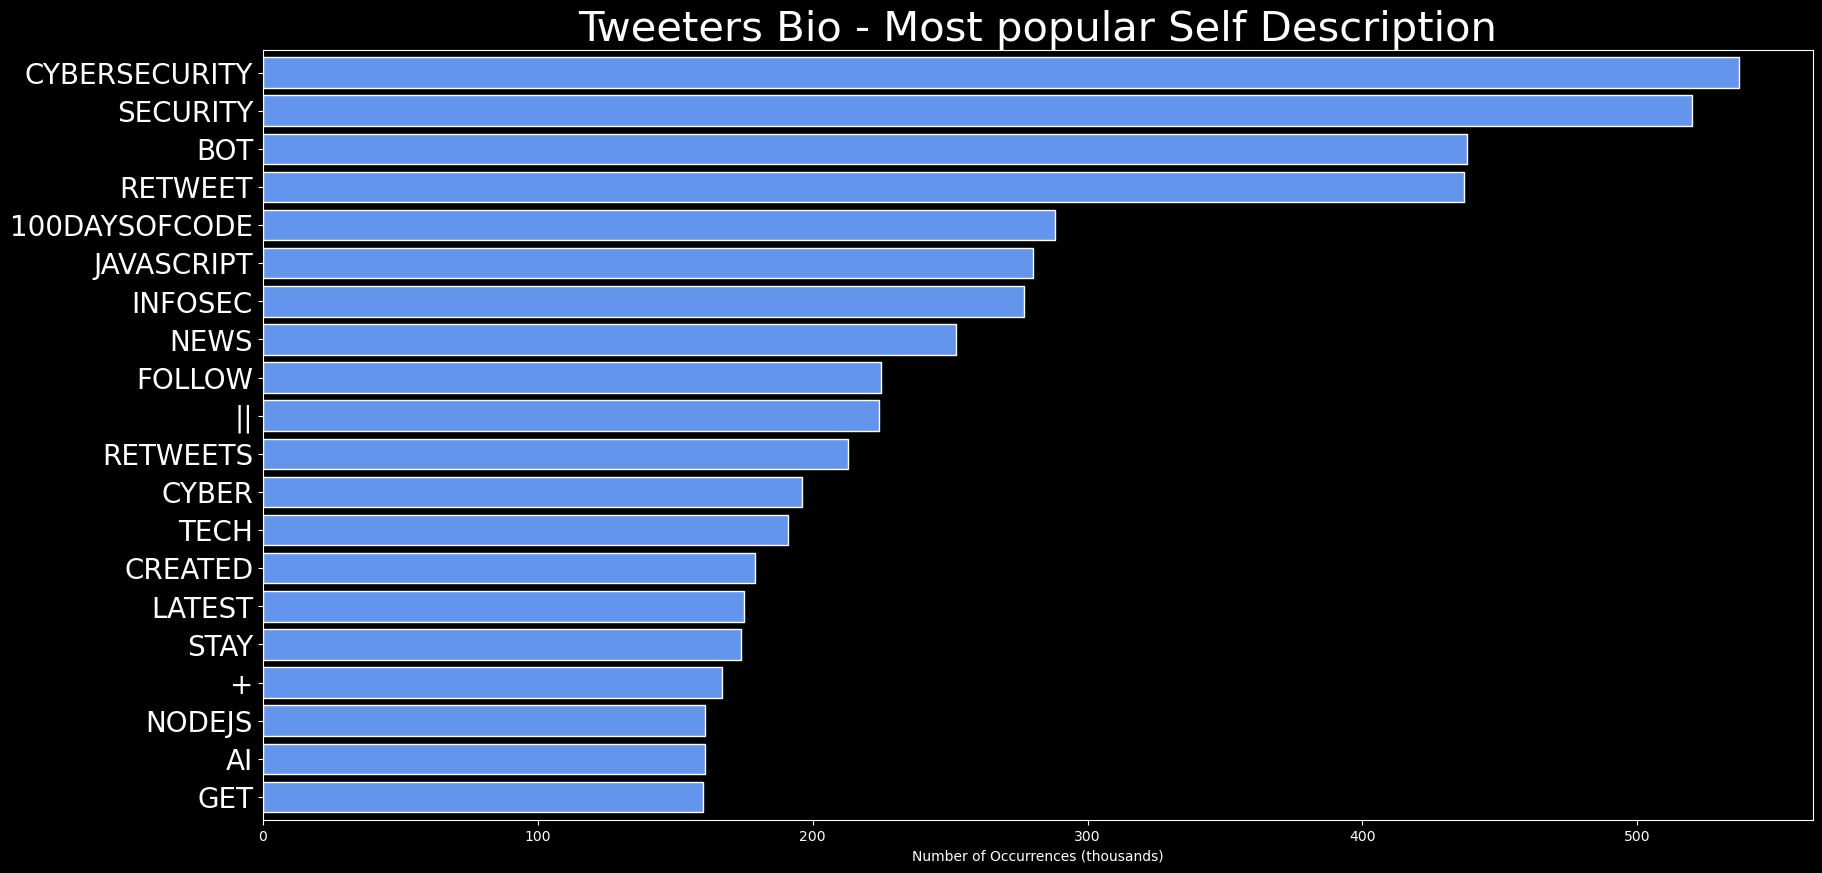 Tweeters Bio - Most popular Self Description
CYBERSECURITY
SECURITY
BOT
RETWEET
100DAYSOFCODE
JAVASCRIPT
INFOSEC
NEWS
FOLLOW
||
RETWEETS
CYBER
TECH
CREATED
LATEST
STAY
+
NODEJS
AI
GET
0 100 200 300 400 500
Number of Occurrences (thousands)